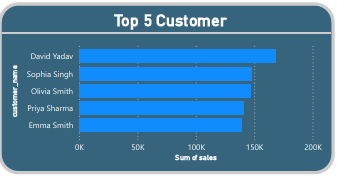 Top 5 Customer
customer_name
David Yadav
Sophia Singh
Olivia Smith
Priya Sharma
Emma Smith
0K 50K 100K 150K 200K
Sum of sales